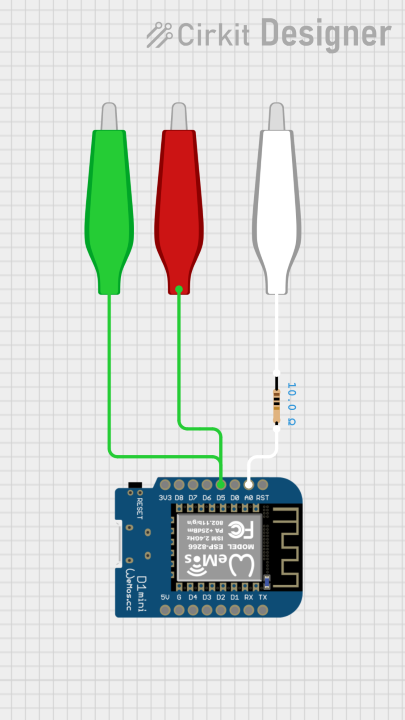 Cirkit Designer
10.0 Ω
3V3 D8 D7 D6 D5 D0 A0 RST
RESET
MODEL ESP-8266
ISM 2.4GHz
PA +25dBm
802.11b/g/n
FC
WeMos
D1 mini
Wemos.cc
5V G D4 D3 D2 D1 RX TX